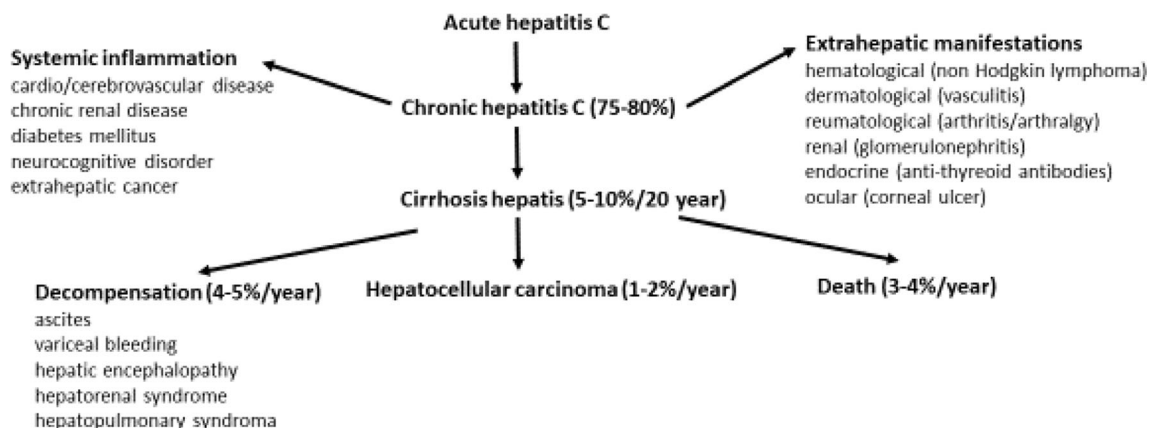 Acute hepatitis C
Systemic inflammation
cardio/cerebrovascular disease
chronic renal disease
diabetes mellitus
neurocognitive disorder
extrahepatic cancer
Chronic hepatitis C (75-80%)
Extrahepatic manifestations
hematological (non Hodgkin lymphoma)
dermatological (vasculitis)
reumatological (arthritis/arthralgy)
renal (glomerulonephritis)
endocrine (anti-thyreoid antibodies)
ocular (corneal ulcer)
Cirrhosis hepatis (5-10%/20 year)
Decompensation (4-5%/year)
ascites
variceal bleeding
hepatic encephalopathy
hepatorenal syndrome
hepatopulmonary syndroma
Hepatocellular carcinoma (1-2%/year)
Death (3-4%/year)